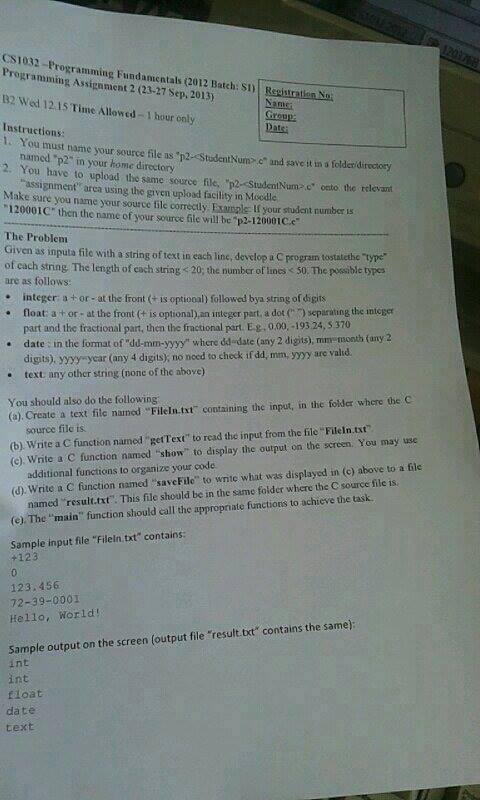 CS1032 –Programming Fundamentals (2012 Batch: S1)
Programming Assignment 2 (23-27 Sep, 2013)
B2 Wed 12.15 Time Allowed – 1 hour only
Registration No:
Name:
Group:
Date:
Instructions:
1. You must name your source file as "p2-<StudentNum>.c" and save it in a folder/directory
named "p2" in your home directory
2. You have to upload the same source file, "p2-<StudentNum>.c" onto the relevant
"assignment" area using the given upload facility in Moodle.
Make sure you name your source file correctly. Example: If your student number is
"120001C" then the name of your source file will be "p2-120001C.c"
The Problem
Given as inputa file with a string of text in each line, develop a C program tostatethe "type"
of each string. The length of each string < 20; the number of lines < 50. The possible types
are as follows:
• integer: a + or - at the front (+ is optional) followed bya string of digits
• float: a + or - at the front (+ is optional),an integer part, a dot (".") separating the integer
part and the fractional part, then the fractional part. E.g., 0.00, -193.24, 5.370
• date : in the format of "dd-mm-yyyy" where dd=date (any 2 digits), mm=month (any 2
digits), yyyy=year (any 4 digits); no need to check if dd, mm, yyyy are valid.
• text: any other string (none of the above)
You should also do the following:
(a). Create a text file named "FileIn.txt" containing the input, in the folder where the C
source file is.
(b). Write a C function named "getText" to read the input from the file "FileIn.txt".
(c). Write a C function named "show" to display the output on the screen. You may use
additional functions to organize your code.
(d). Write a C function named "saveFile" to write what was displayed in (c) above to a file
named "result.txt". This file should be in the same folder where the C source file is.
(e). The "main" function should call the appropriate functions to achieve the task.
Sample input file "FileIn.txt" contains:
+123
0
123.456
72-39-0001
Hello, World!
Sample output on the screen (output file "result.txt" contains the same):
int
int
float
date
text